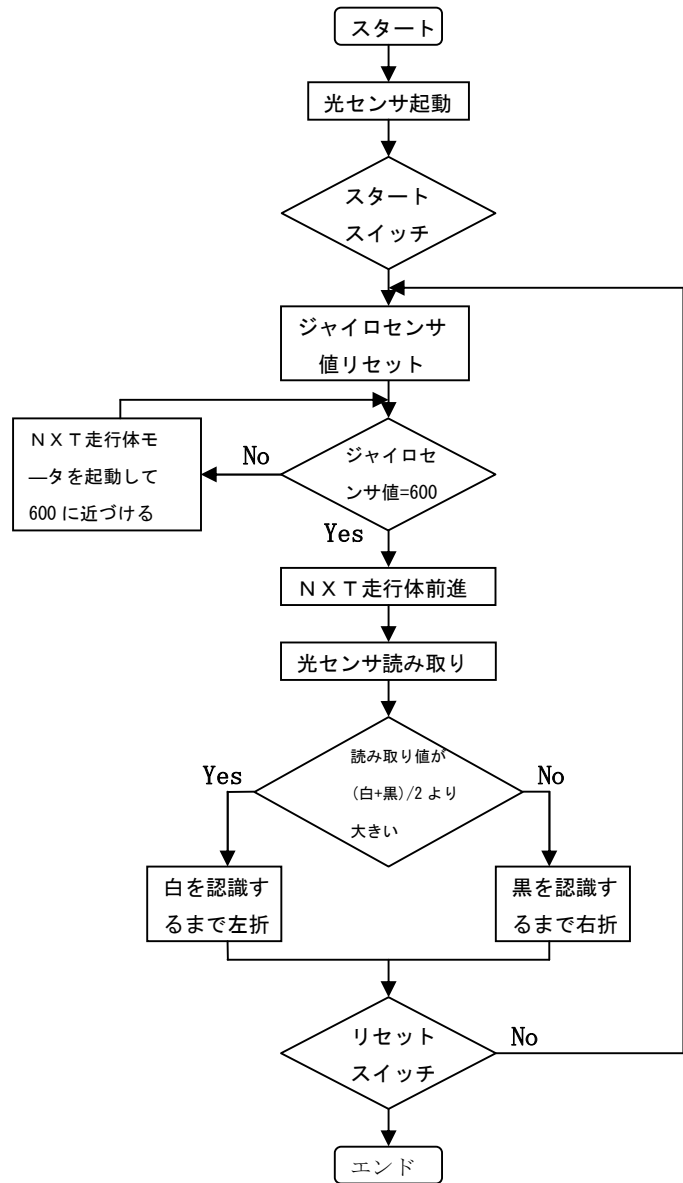 スタート
光センサ起動
スタート
スイッチ
ジャイロセンサ
値リセット
NXT走行体モ
―タを起動して
600に近づける
No
ジャイロセ
ンサ値=600
Yes
NXT走行体前進
光センサ読み取り
Yes
読み取り値が
(白+黒)/2より
大きい
No
白を認識す
るまで左折
黒を認識す
るまで右折
リセット
スイッチ
No
エンド